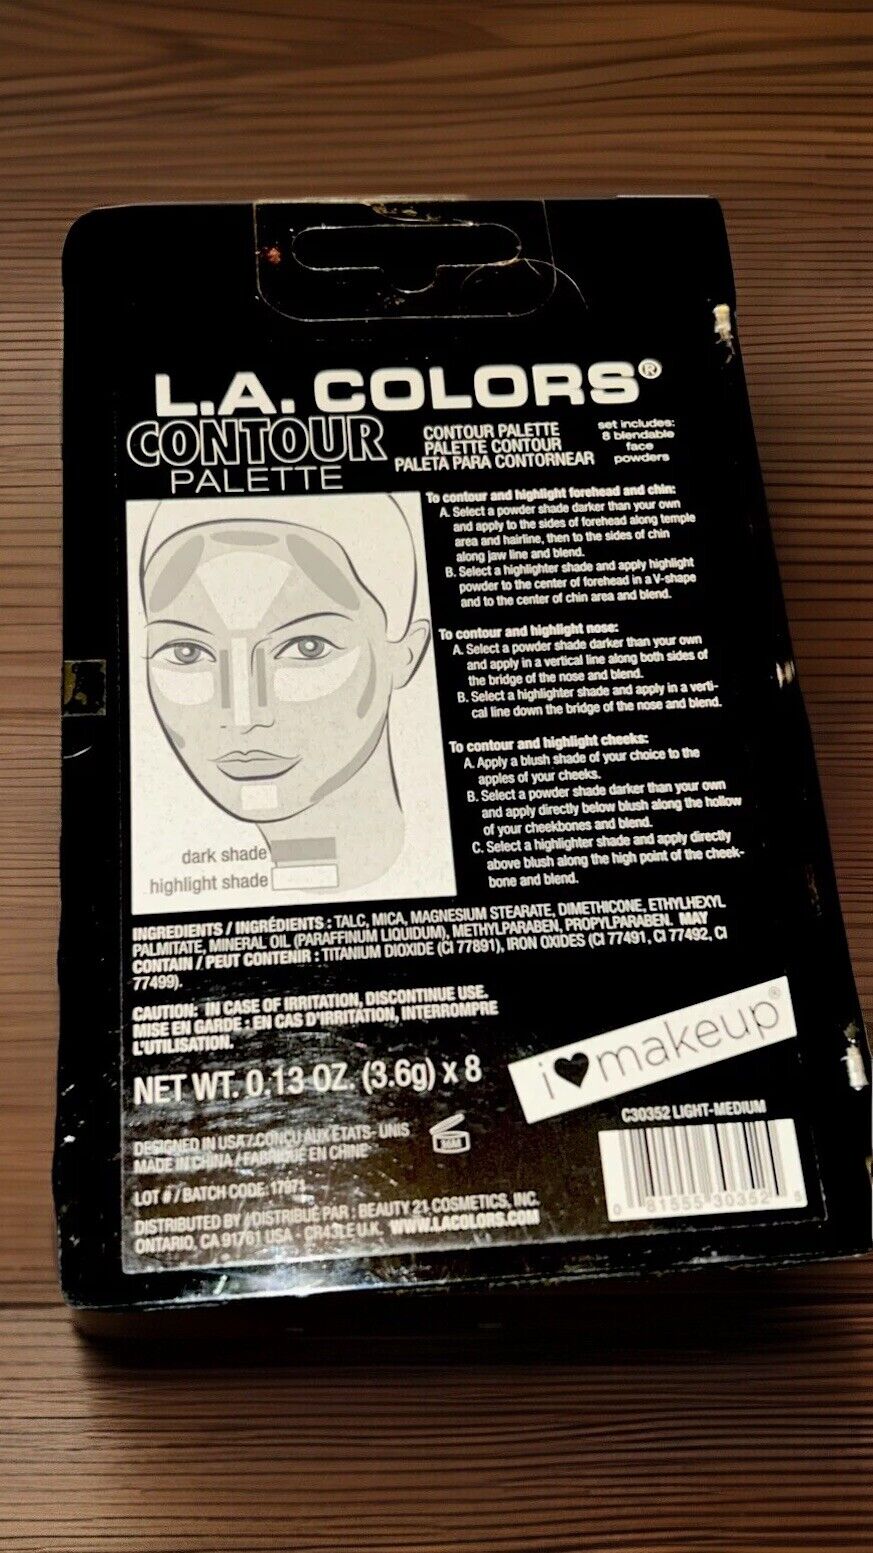 L.A. COLORS®
CONTOUR
PALETTE
CONTOUR PALETTE
PALETTE CONTOUR
PALETA PARA CONTORNEAR
set includes:
8 blendable
face
powders
To contour and highlight forehead and chin:
A. Select a powder shade darker than your own
and apply to the sides of forehead along temple
area and hairline, then to the sides of chin
along jaw line and blend.
B. Select a highlighter shade and apply highlight
powder to the center of forehead in a V-shape
and to the center of chin area and blend.
To contour and highlight nose:
A. Select a powder shade darker than your own
and apply in a vertical line along both sides of
the bridge of the nose and blend.
B. Select a highlighter shade and apply in a verti-
cal line down the bridge of the nose and blend.
To contour and highlight cheeks:
A. Apply a blush shade of your choice to the
apples of your cheeks.
B. Select a powder shade darker than your own
and apply directly below blush along the hollow
of your cheekbones and blend.
C. Select a highlighter shade and apply directly
above blush along the high point of the cheek-
bone and blend.
dark shade
highlight shade
INGREDIENTS / INGRÉDIENTS : TALC, MICA, MAGNESIUM STEARATE, DIMETHICONE, ETHYLHEXYL
PALMITATE, MINERAL OIL (PARAFFINUM LIQUIDUM), METHYLPARABEN, PROPYLPARABEN. MAY
CONTAIN / PEUT CONTENIR : TITANIUM DIOXIDE (CI 77891), IRON OXIDES (CI 77491, CI 77492, CI
77499).
CAUTION: IN CASE OF IRRITATION, DISCONTINUE USE.
MISE EN GARDE : EN CAS D'IRRITATION, INTERROMPRE
L'UTILISATION.
NET WT. 0.13 OZ. (3.6g) x 8
i♥makeup®
C30352 LIGHT-MEDIUM
DESIGNED IN USA / CONÇU AUX ÉTATS- UNIS
MADE IN CHINA / FABRIQUÉ EN CHINE
LOT # / BATCH CODE: 17971
DISTRIBUTED BY / DISTRIBUÉ PAR : BEAUTY 21 COSMETICS, INC.
ONTARIO, CA 91761 USA - CR43LE U.K. WWW.LACOLORS.COM
0 81555 30352 8